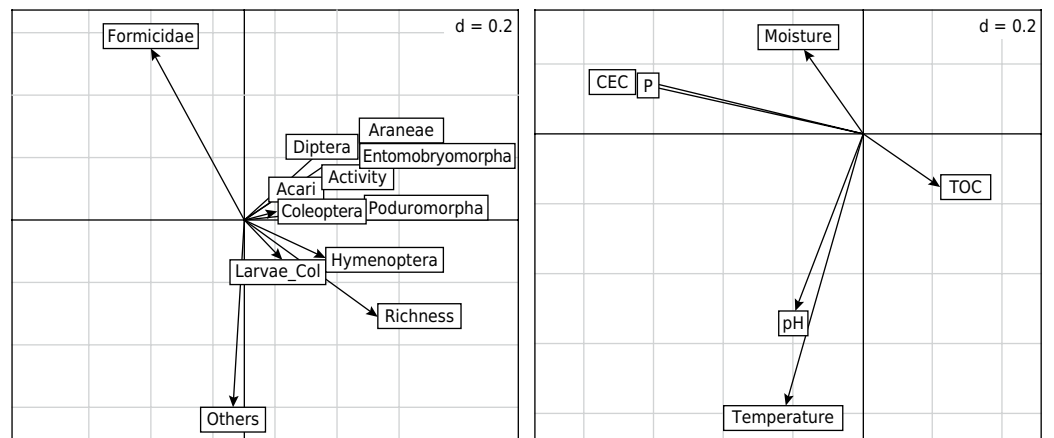 d = 0.2
Formicidae
Araneae
Diptera
Entomobryomorpha
Activity
Acari
Coleoptera
Poduromorpha
Hymenoptera
Larvae_Col
Richness
Others
d = 0.2
Moisture
CEC
P
TOC
pH
Temperature